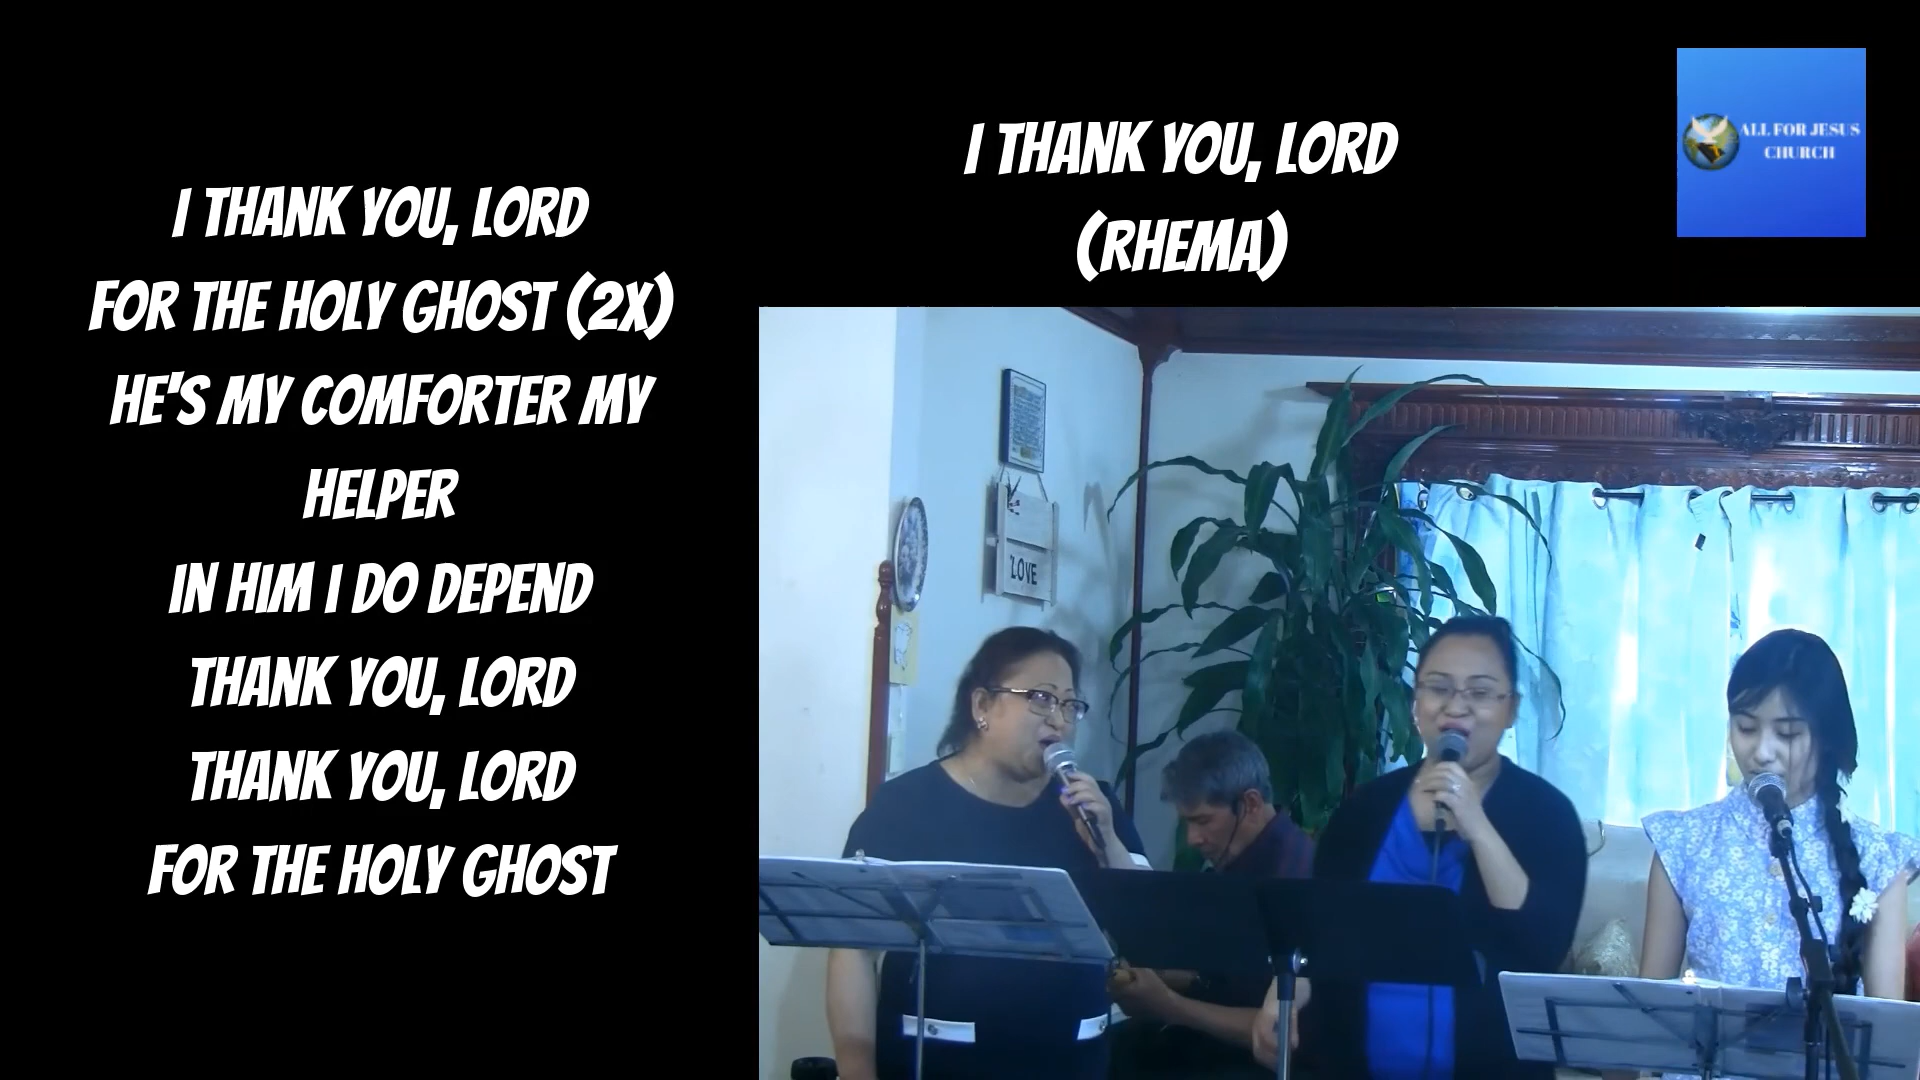 I THANK YOU, LORD
FOR THE HOLY GHOST (2X)
HE'S MY COMFORTER MY
HELPER
IN HIM I DO DEPEND
THANK YOU, LORD
THANK YOU, LORD
FOR THE HOLY GHOST
I THANK YOU, LORD
(RHEMA)
ALL FOR JESUS
CHURCH
LOVE